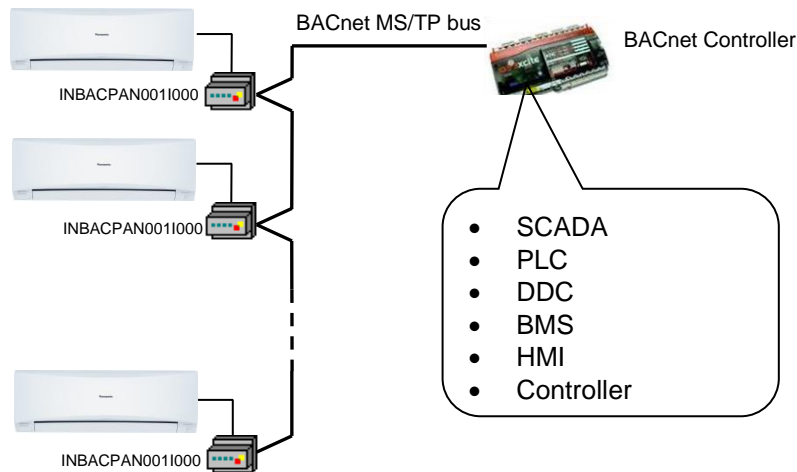 BACnet MS/TP bus
BACnet Controller
INBACPAN001I000
INBACPAN001I000
• SCADA
• PLC
• DDC
• BMS
• HMI
• Controller
INBACPAN001I000